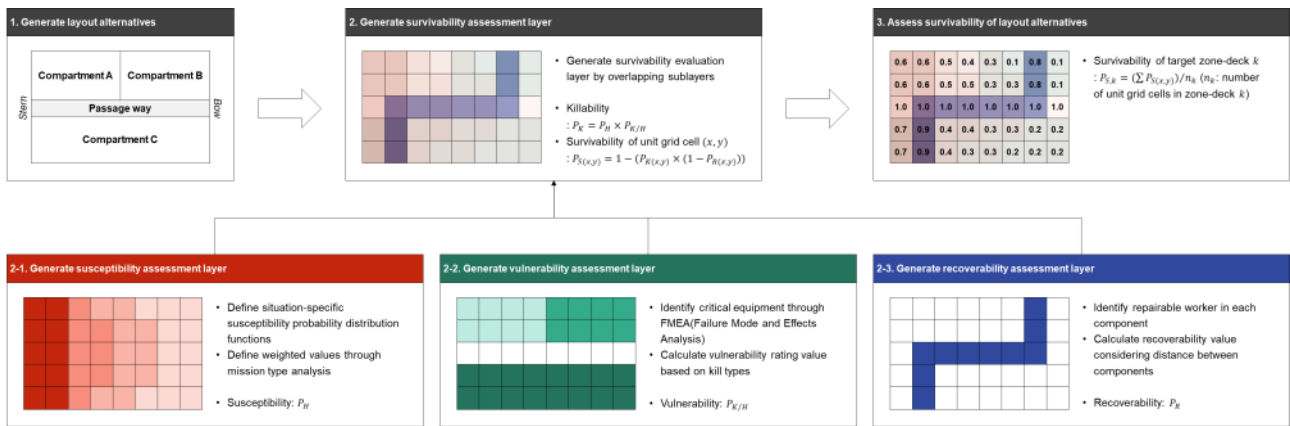 1. Generate layout alternatives
Compartment A
Compartment B
Passage way
Compartment C
Stern
Bow
2. Generate survivability assessment layer
• Generate survivability evaluation
layer by overlapping sublayers
• Killability
: P_K = P_H × P_{K/H}
• Survivability of unit grid cell (x, y)
: P_{S(x,y)} = 1 − (P_{K(x,y)} × (1 − P_{R(x,y)}))
3. Assess survivability of layout alternatives
0.6 0.6 0.5 0.4 0.3 0.1 0.8 0.1
0.6 0.6 0.5 0.5 0.3 0.3 0.8 0.1
1.0 1.0 1.0 1.0 1.0 1.0 1.0 1.0
0.7 0.9 0.4 0.4 0.3 0.3 0.2 0.2
0.7 0.9 0.4 0.3 0.3 0.2 0.2 0.2
• Survivability of target zone-deck k
: P_{S,k} = (∑ P_{S(x,y)})/n_k (n_k: number
of unit grid cells in zone-deck k)
2-1. Generate susceptibility assessment layer
• Define situation-specific
susceptibility probability distribution
functions
• Define weighted values through
mission type analysis
• Susceptibility: P_H
2-2. Generate vulnerability assessment layer
• Identify critical equipment through
FMEA(Failure Mode and Effects
Analysis)
• Calculate vulnerability rating value
based on kill types
• Vulnerability: P_{K/H}
2-3. Generate recoverability assessment layer
• Identify repairable worker in each
component
• Calculate recoverability value
considering distance between
components
• Recoverability: P_R